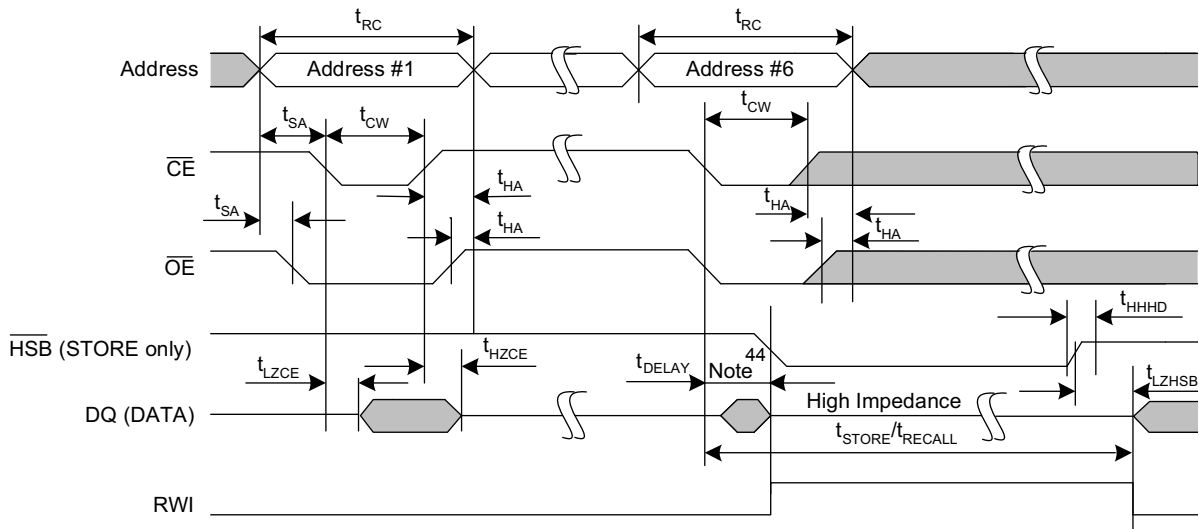 tRC tRC
Address Address #1 Address #6
tSA tCW tCW
CE
tHA
tSA tHA tHA tHA
OE
tHHHD
HSB (STORE only)
tLZCE tHZCE tDELAY Note 44 tLZHSB
DQ (DATA) High Impedance
tSTORE/tRECALL
RWI